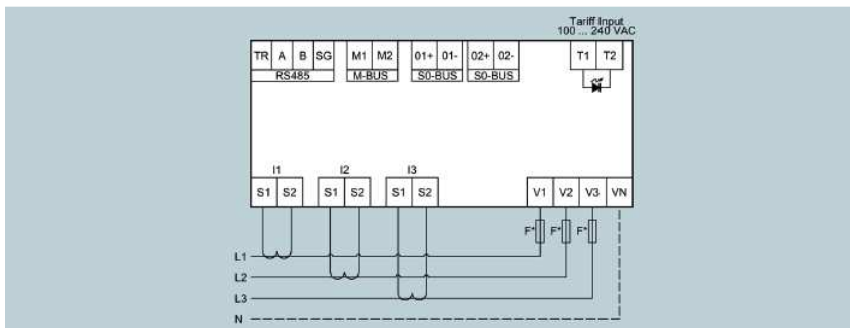 Tariff Input
100 ... 240 VAC
TR A B SG M1 M2 01+ 01- 02+ 02- T1 T2
RS485 M-BUS S0-BUS S0-BUS
I1 I2 I3
S1 S2 S1 S2 S1 S2 V1 V2 V3 VN
F* F* F*
L1
L2
L3
N